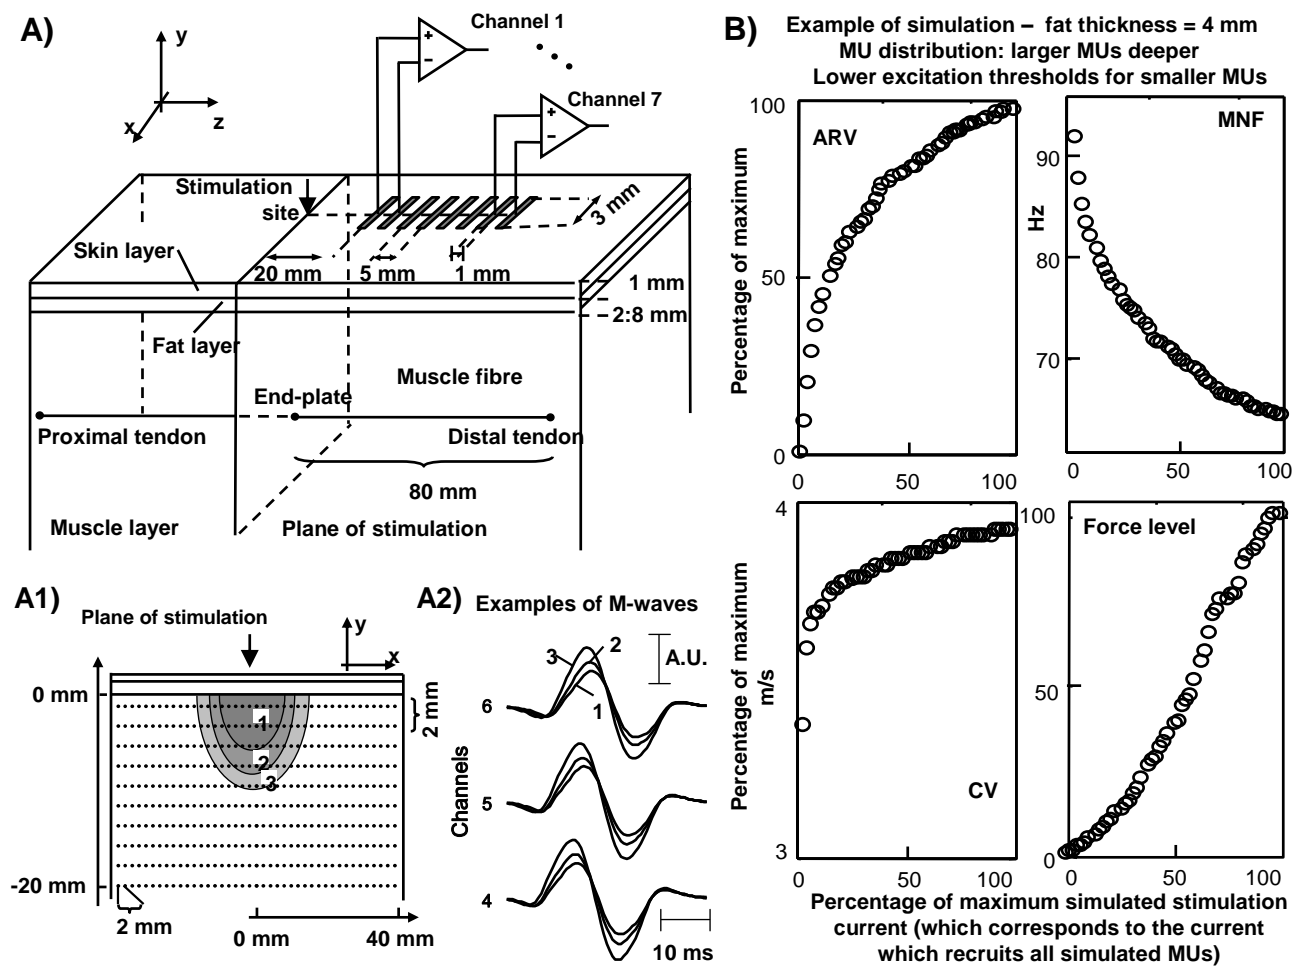 A)
y
x
z
Channel 1
+
−
Channel 7
+
−
Stimulation
site
3 mm
Skin layer
20 mm
5 mm
1 mm
1 mm
2:8 mm
Fat layer
Muscle fibre
End-plate
Proximal tendon
Distal tendon
80 mm
Muscle layer
Plane of stimulation
A1)
Plane of stimulation
y
x
0 mm
2 mm
1
2
3
-20 mm
2 mm
0 mm
40 mm
A2)
Examples of M-waves
3
2
1
A.U.
6
5
4
Channels
10 ms
B)
Example of simulation – fat thickness = 4 mm
MU distribution: larger MUs deeper
Lower excitation thresholds for smaller MUs
Percentage of maximum
100
50
0
ARV
0 50 100
Hz
90
80
70
MNF
0 50 100
Percentage of maximum
m/s
4
3
CV
0 50 100
100
50
0
Force level
0 50 100
Percentage of maximum simulated stimulation
current (which corresponds to the current
which recruits all simulated MUs)